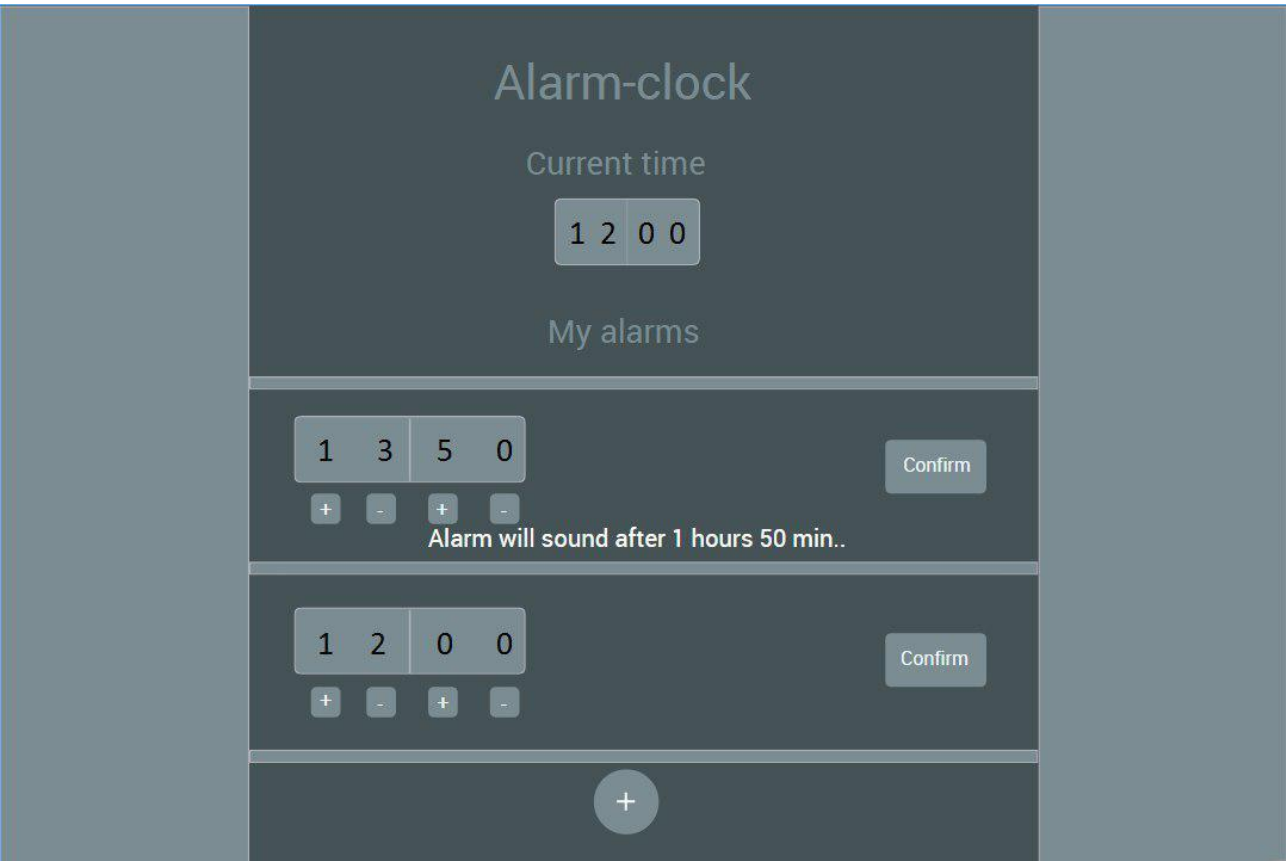 Alarm-clock
Current time
1 2 0 0
My alarms
1 3 5 0
Confirm
+ - + -
Alarm will sound after 1 hours 50 min..
1 2 0 0
Confirm
+ - + -
+